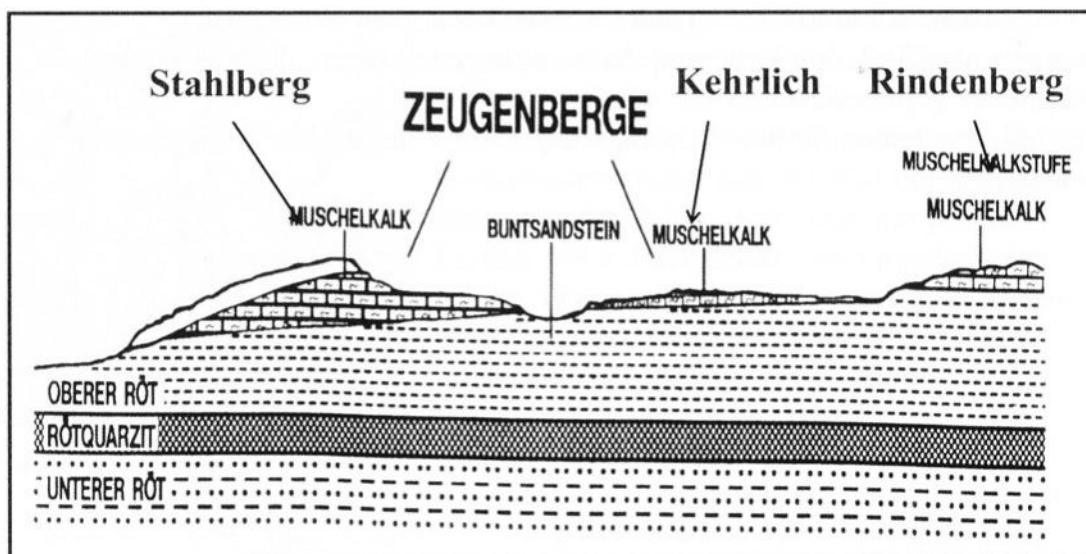 Stahlberg
ZEUGENBERGE
Kehrlich
Rindenberg
MUSCHELKALKSTUFE
MUSCHELKALK
BUNTSANDSTEIN
MUSCHELKALK
MUSCHELKALK
OBERER RÖT
RÖTQUARZIT
UNTERER RÖT